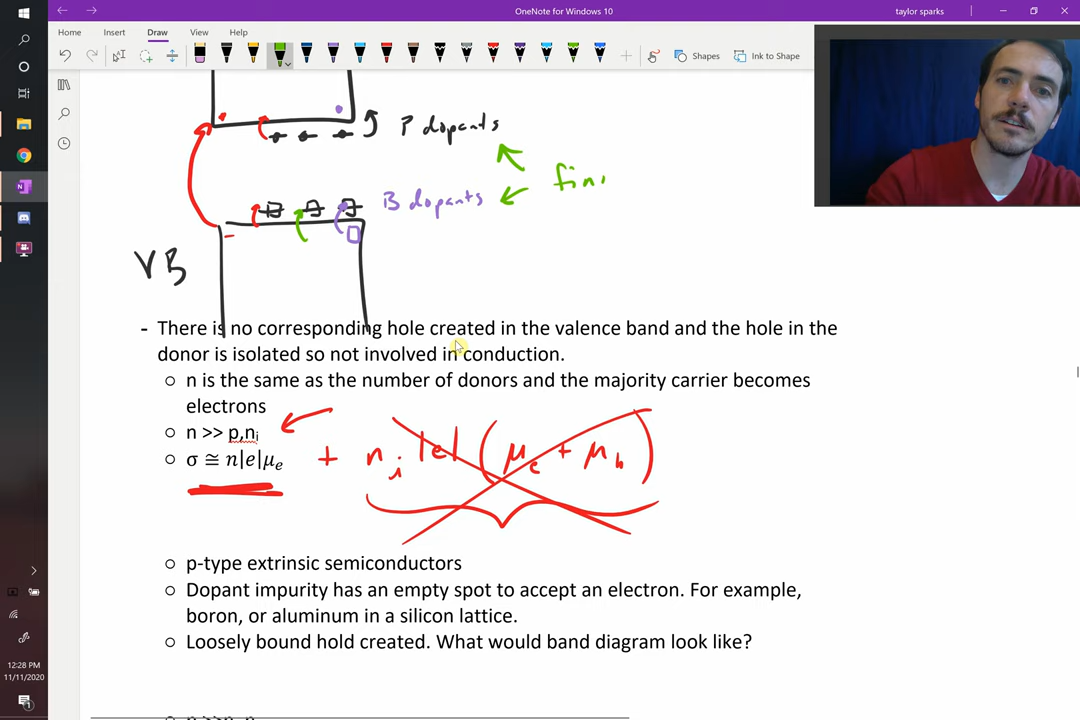 OneNote for Windows 10
taylor sparks
Home
Insert
Draw
View
Help
Shapes
Ink to Shape
P dopants
fini
B dopants
VB
- There is no corresponding hole created in the valence band and the hole in the
donor is isolated so not involved in conduction.
○ n is the same as the number of donors and the majority carrier becomes
electrons
○ n >> p,nᵢ
○ σ ≅ n|e|μₑ + nᵢ |e| (μₑ + μₕ)
○ p-type extrinsic semiconductors
○ Dopant impurity has an empty spot to accept an electron. For example,
boron, or aluminum in a silicon lattice.
○ Loosely bound hold created. What would band diagram look like?
12:28 PM
11/11/2020